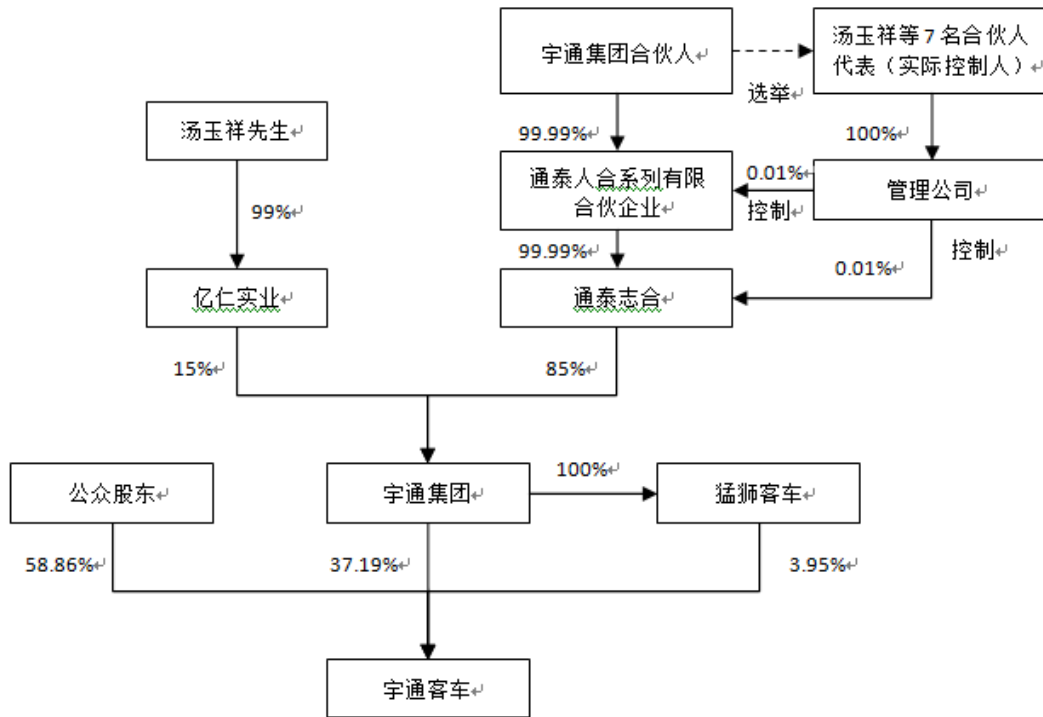 宇通集团合伙人
汤玉祥等 7 名合伙人
代表（实际控制人）
选举
汤玉祥先生
99.99%
100%
通泰人合系列有限
合伙企业
0.01%
控制
管理公司
99%
99.99%
0.01%
控制
亿仁实业
通泰志合
15%
85%
公众股东
宇通集团
100%
猛狮客车
58.86%
37.19%
3.95%
宇通客车